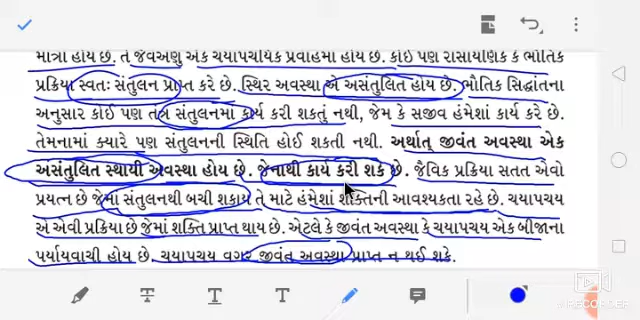 માત્રા હોય છે. તે જૈવઅણુ એક ચયાપચયિક પ્રવાહમાં હોય છે. કોઈ પણ રાસાયણિક કે ભૌતિક
પ્રક્રિયા સ્વતઃ સંતુલન પ્રાપ્ત કરે છે. સ્થિર અવસ્થા એ અસંતુલિત હોય છે. ભૌતિક સિદ્ધાંતના
અનુસાર કોઈ પણ તંત્ર સંતુલનમાં કાર્ય કરી શકતું નથી, જેમ કે સજીવ હંમેશાં કાર્ય કરે છે.
તેમનામાં ક્યારે પણ સંતુલનની સ્થિતિ હોઈ શકતી નથી. અર્થાત્ જીવંત અવસ્થા એક
અસંતુલિત સ્થાયી અવસ્થા હોય છે. જેનાથી કાર્ય કરી શકે છે. જૈવિક પ્રક્રિયા સતત એવો
પ્રયત્ન છે જેમાં સંતુલનથી બચી શકાય તે માટે હંમેશાં શક્તિની આવશ્યકતા રહે છે. ચયાપચય
એ એવી પ્રક્રિયા છે જેમાં શક્તિ પ્રાપ્ત થાય છે. એટલે કે જીવંત અવસ્થા કે ચયાપચય એક બીજાના
પર્યાયવાચી હોય છે. ચયાપચય વગર જીવંત અવસ્થા પ્રાપ્ત ન થઈ શકે.
T T T
RECORDER